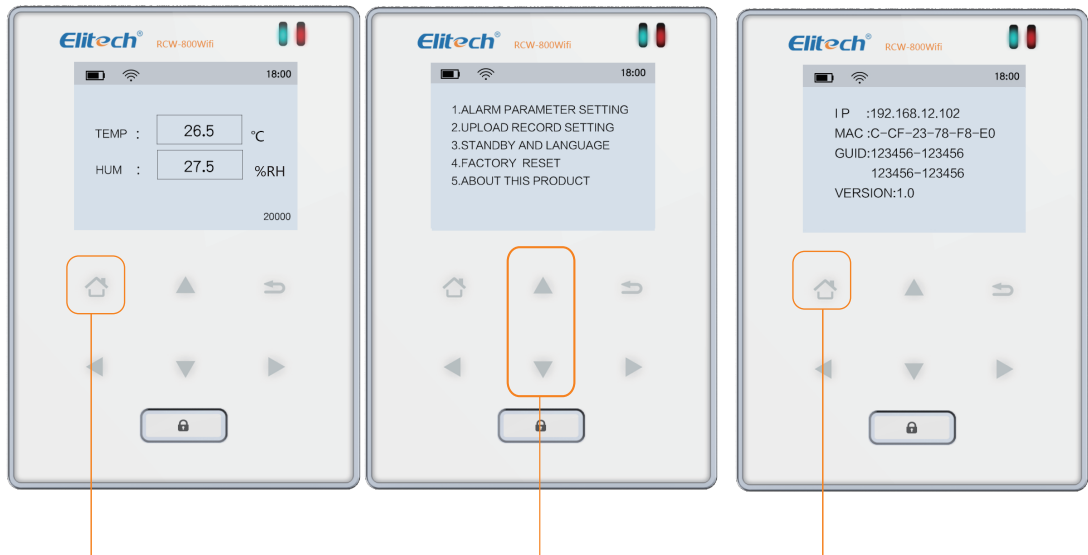 Elitech® RCW-800Wifi
18:00
TEMP : 26.5 ℃
HUM : 27.5 %RH
20000
Elitech® RCW-800Wifi
18:00
1.ALARM PARAMETER SETTING
2.UPLOAD RECORD SETTING
3.STANDBY AND LANGUAGE
4.FACTORY RESET
5.ABOUT THIS PRODUCT
Elitech® RCW-800Wifi
18:00
IP :192.168.12.102
MAC :C-CF-23-78-F8-E0
GUID:123456-123456
123456-123456
VERSION:1.0